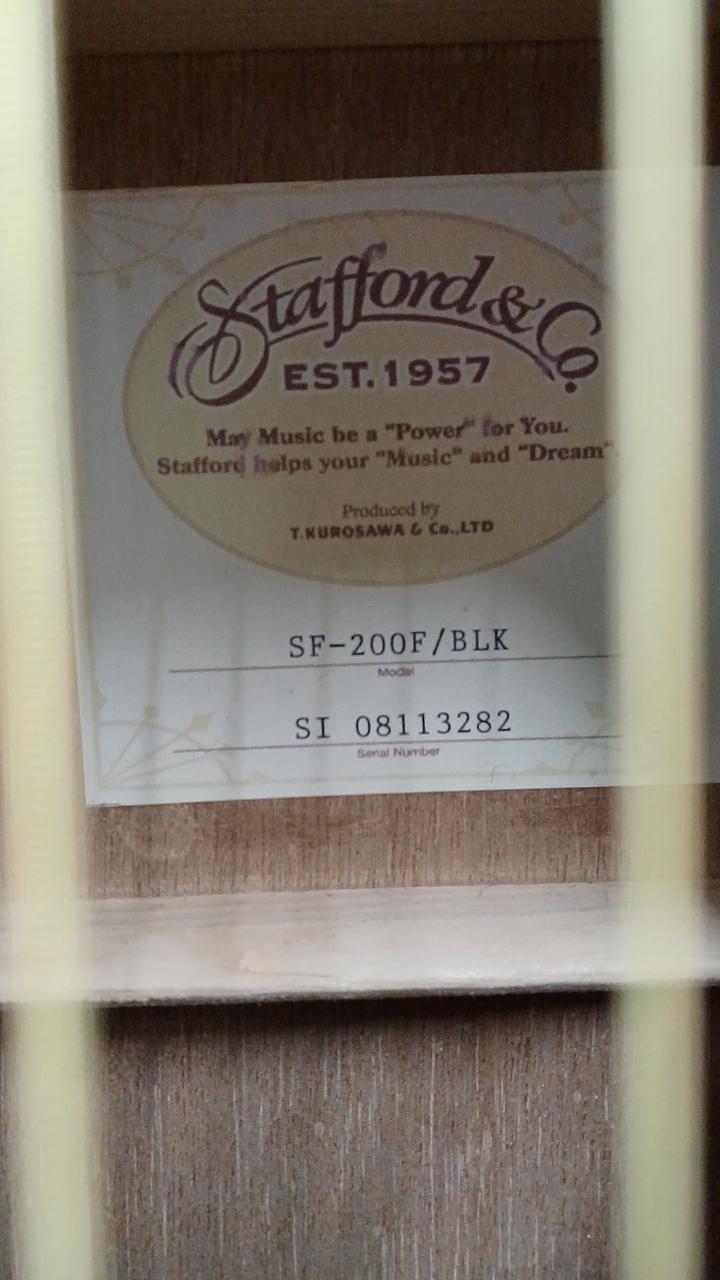 Stafford & Co.
EST. 1957
May Music be a "Power" for You.
Stafford helps your "Music" and "Dream".
Produced by
T.KUROSAWA & Co.,LTD
SF-200F/BLK
Model
SI 08113282
Serial Number